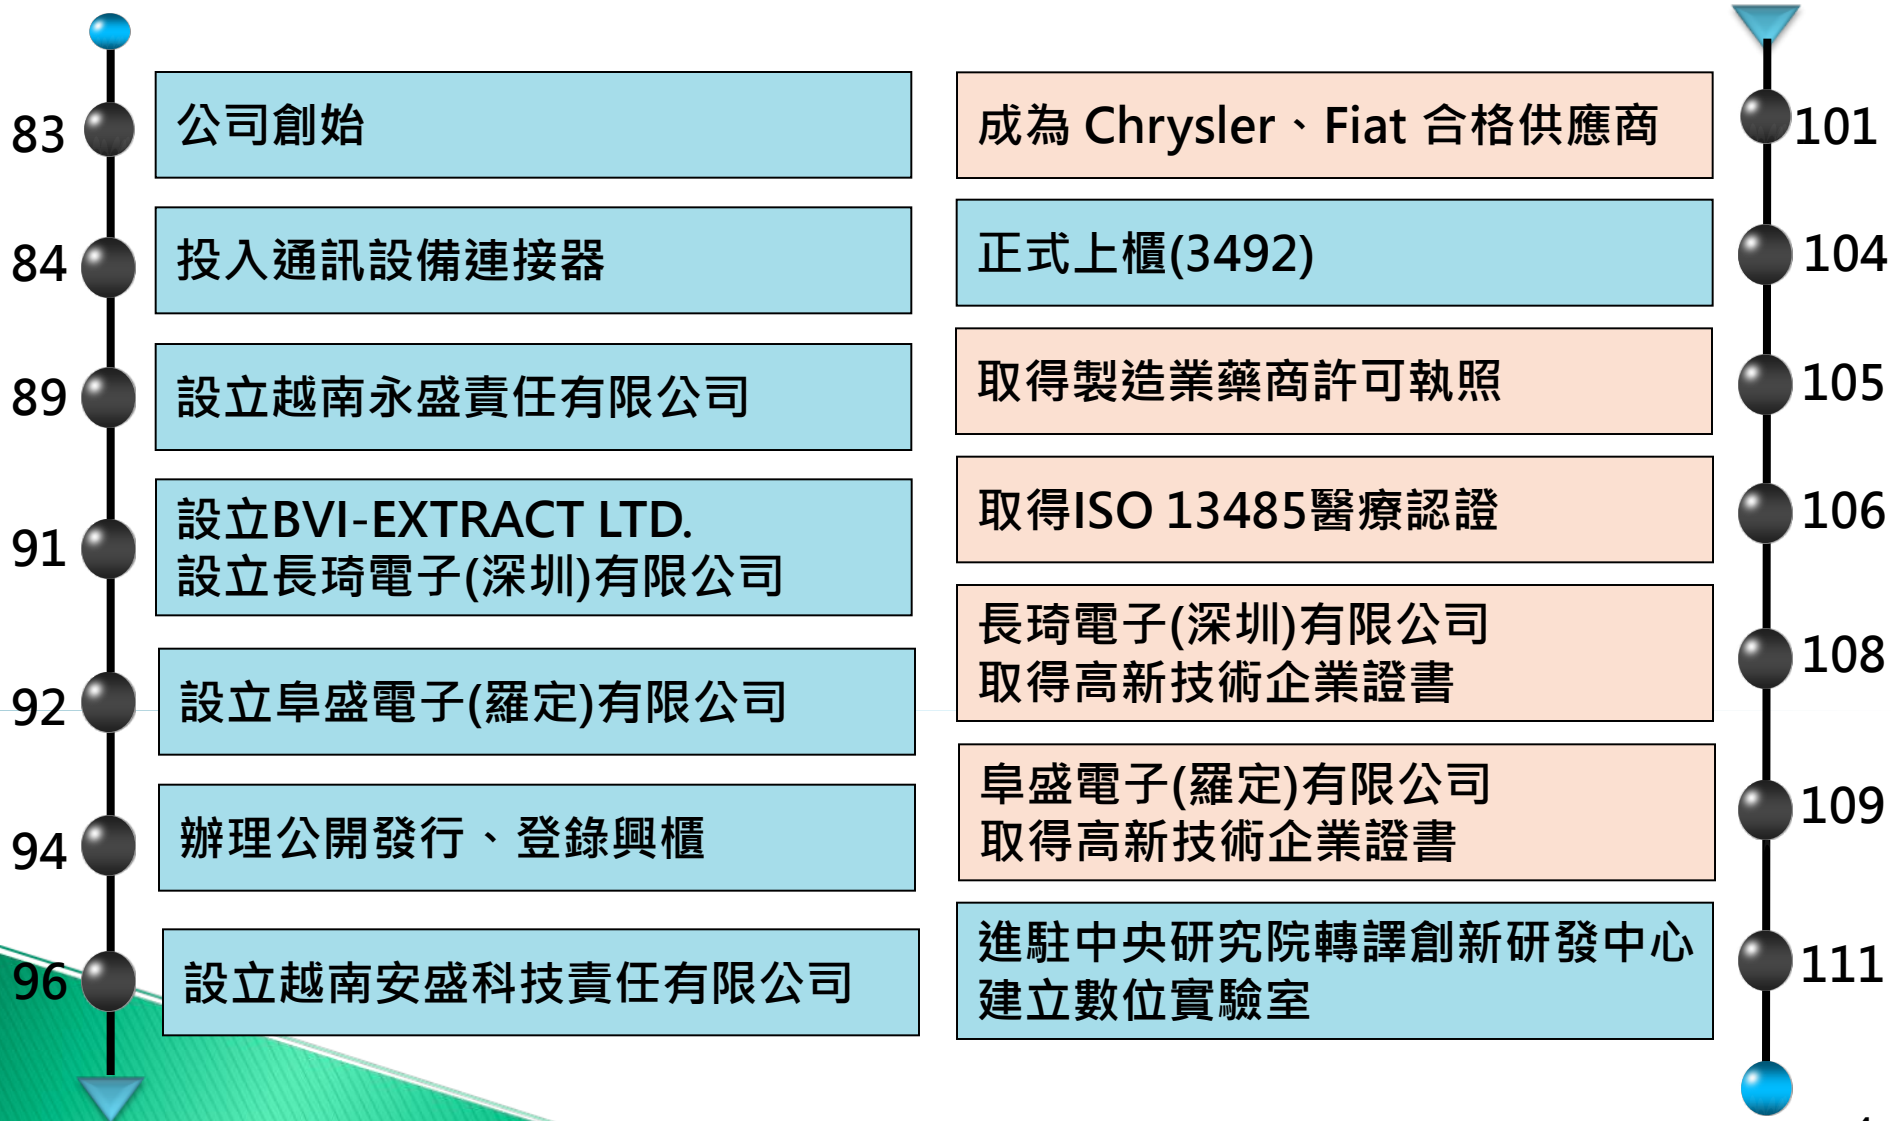 83
公司創始
84
投入通訊設備連接器
89
設立越南永盛責任有限公司
91
設立BVI-EXTRACT LTD.
設立長琦電子(深圳)有限公司
92
設立阜盛電子(羅定)有限公司
94
辦理公開發行、登錄興櫃
96
設立越南安盛科技責任有限公司
成為 Chrysler、Fiat 合格供應商
101
正式上櫃(3492)
104
取得製造業藥商許可執照
105
取得ISO 13485醫療認證
106
長琦電子(深圳)有限公司
取得高新技術企業證書
108
阜盛電子(羅定)有限公司
取得高新技術企業證書
109
進駐中央研究院轉譯創新研發中心
建立數位實驗室
111